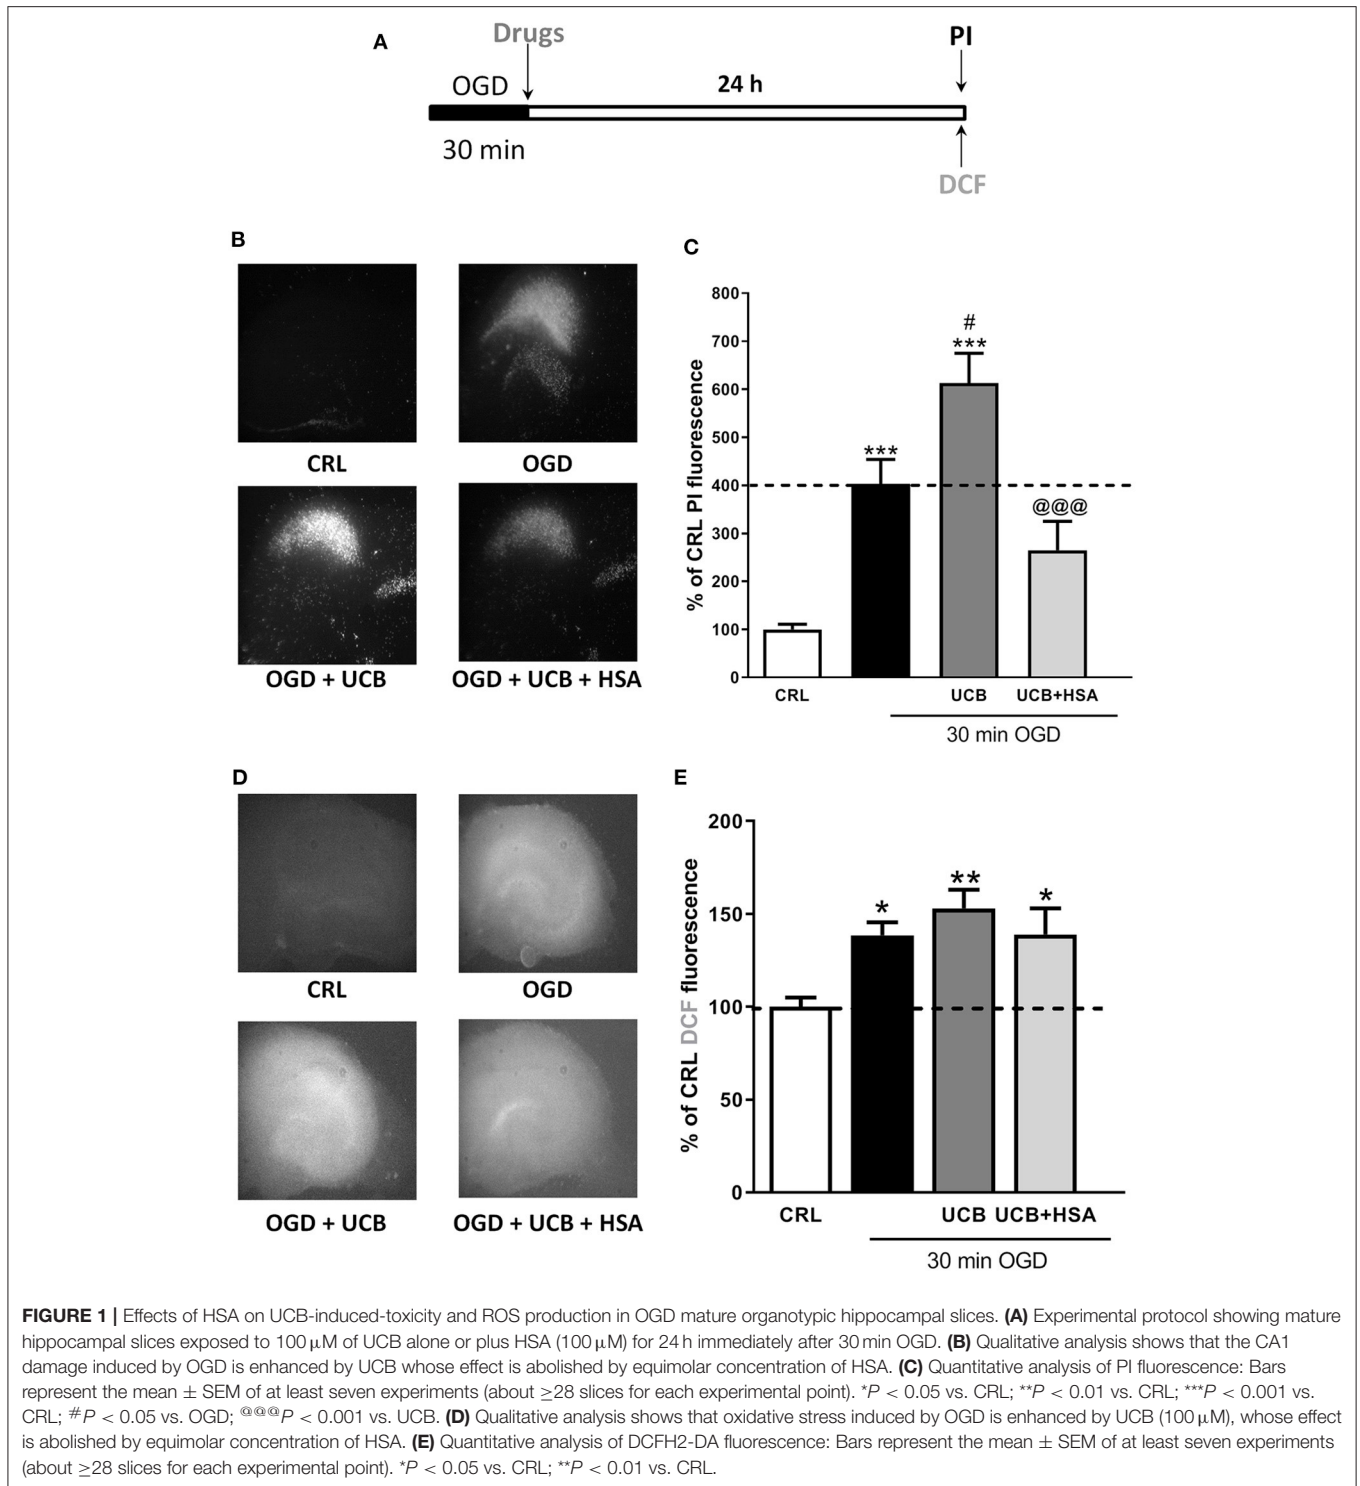 A
Drugs
PI
OGD
24 h
30 min
DCF
B
CRL
OGD
OGD + UCB
OGD + UCB + HSA
C
% of CRL PI fluorescence
800
700
600
500
400
300
200
100
0
***
#
***
@@@
CRL
UCB
UCB+HSA
30 min OGD
D
CRL
OGD
OGD + UCB
OGD + UCB + HSA
E
% of CRL DCF fluorescence
200
150
100
50
0
*
**
*
CRL
UCB UCB+HSA
30 min OGD
FIGURE 1 | Effects of HSA on UCB-induced-toxicity and ROS production in OGD mature organotypic hippocampal slices. (A) Experimental protocol showing mature
hippocampal slices exposed to 100 μM of UCB alone or plus HSA (100 μM) for 24 h immediately after 30 min OGD. (B) Qualitative analysis shows that the CA1
damage induced by OGD is enhanced by UCB whose effect is abolished by equimolar concentration of HSA. (C) Quantitative analysis of PI fluorescence: Bars
represent the mean ± SEM of at least seven experiments (about ≥28 slices for each experimental point). *P < 0.05 vs. CRL; **P < 0.01 vs. CRL; ***P < 0.001 vs.
CRL; #P < 0.05 vs. OGD; @@@P < 0.001 vs. UCB. (D) Qualitative analysis shows that oxidative stress induced by OGD is enhanced by UCB (100 μM), whose effect
is abolished by equimolar concentration of HSA. (E) Quantitative analysis of DCFH2-DA fluorescence: Bars represent the mean ± SEM of at least seven experiments
(about ≥28 slices for each experimental point). *P < 0.05 vs. CRL; **P < 0.01 vs. CRL.